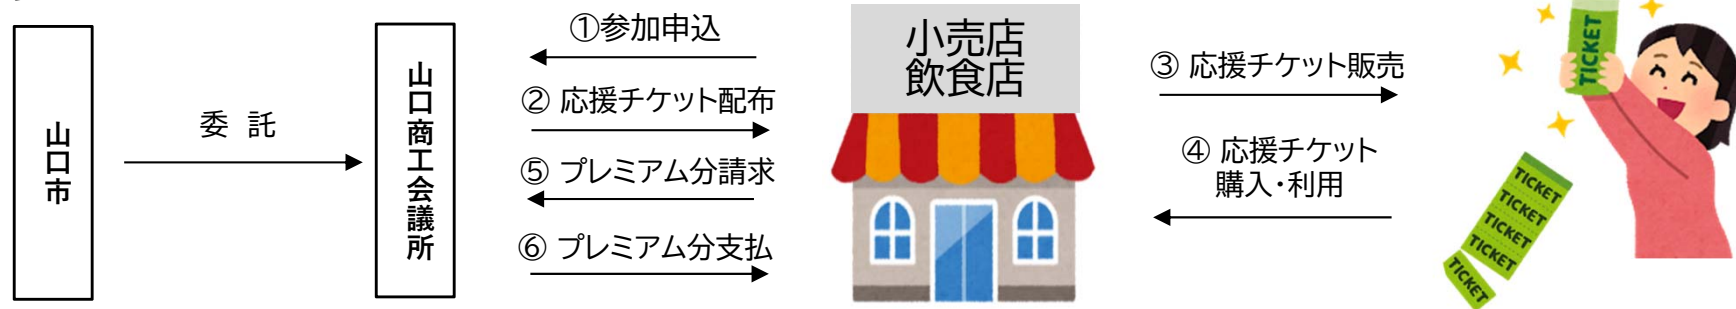 山口市
委 託
山口商工会議所
①参加申込
② 応援チケット配布
⑤ プレミアム分請求
⑥ プレミアム分支払
小売店
飲食店
③ 応援チケット販売
④ 応援チケット
購入・利用
TICKET
TICKET
TICKET
TICKET
TICKET
TICKET